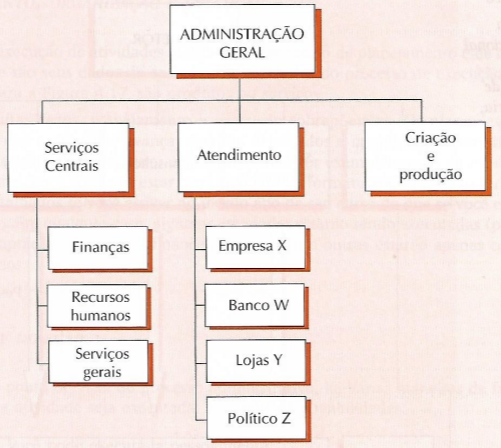 ADMINISTRAÇÃO
GERAL
Serviços
Centrais
Atendimento
Criação
e
produção
Finanças
Recursos
humanos
Serviços
gerais
Empresa X
Banco W
Lojas Y
Político Z